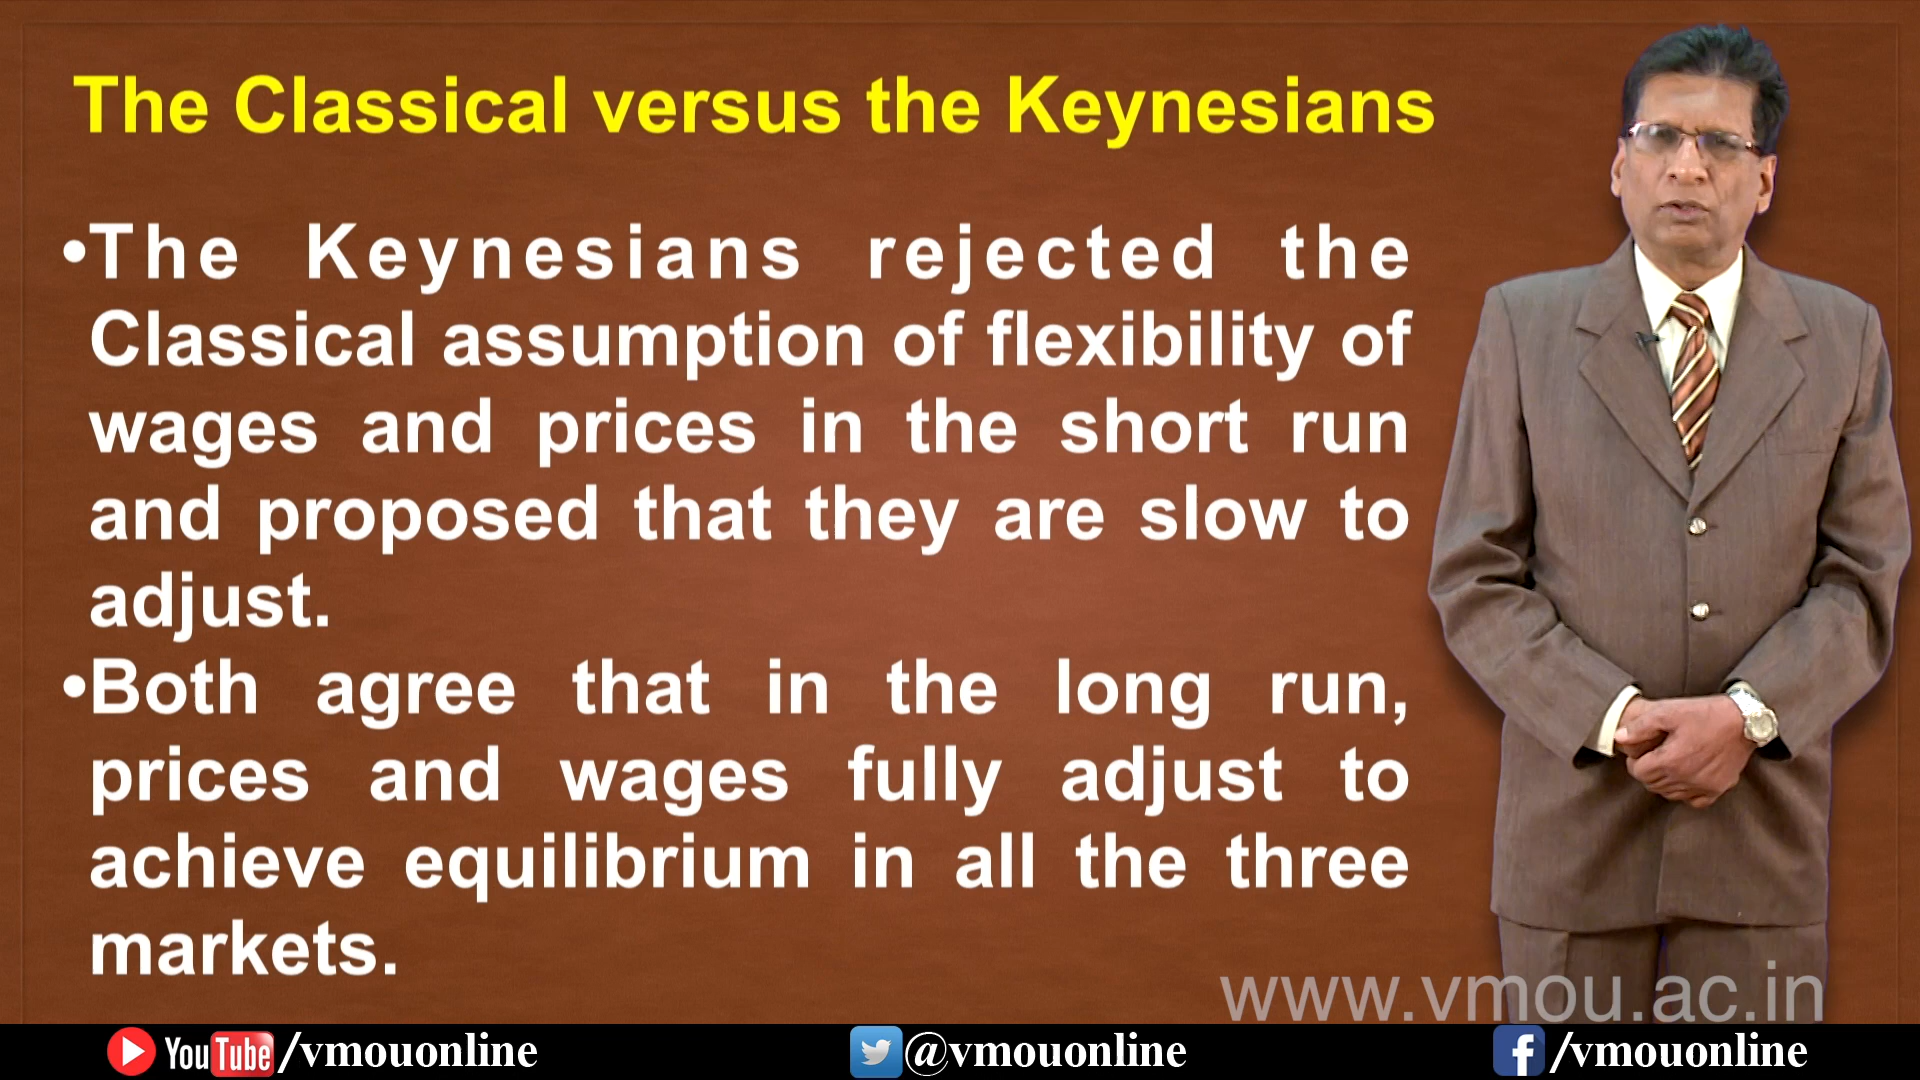 The Classical versus the Keynesians
•The Keynesians rejected the
Classical assumption of flexibility of
wages and prices in the short run
and proposed that they are slow to
adjust.
•Both agree that in the long run,
prices and wages fully adjust to
achieve equilibrium in all the three
markets.
www.vmou.ac.in
YouTube/vmouonline
@vmouonline
f/vmouonline